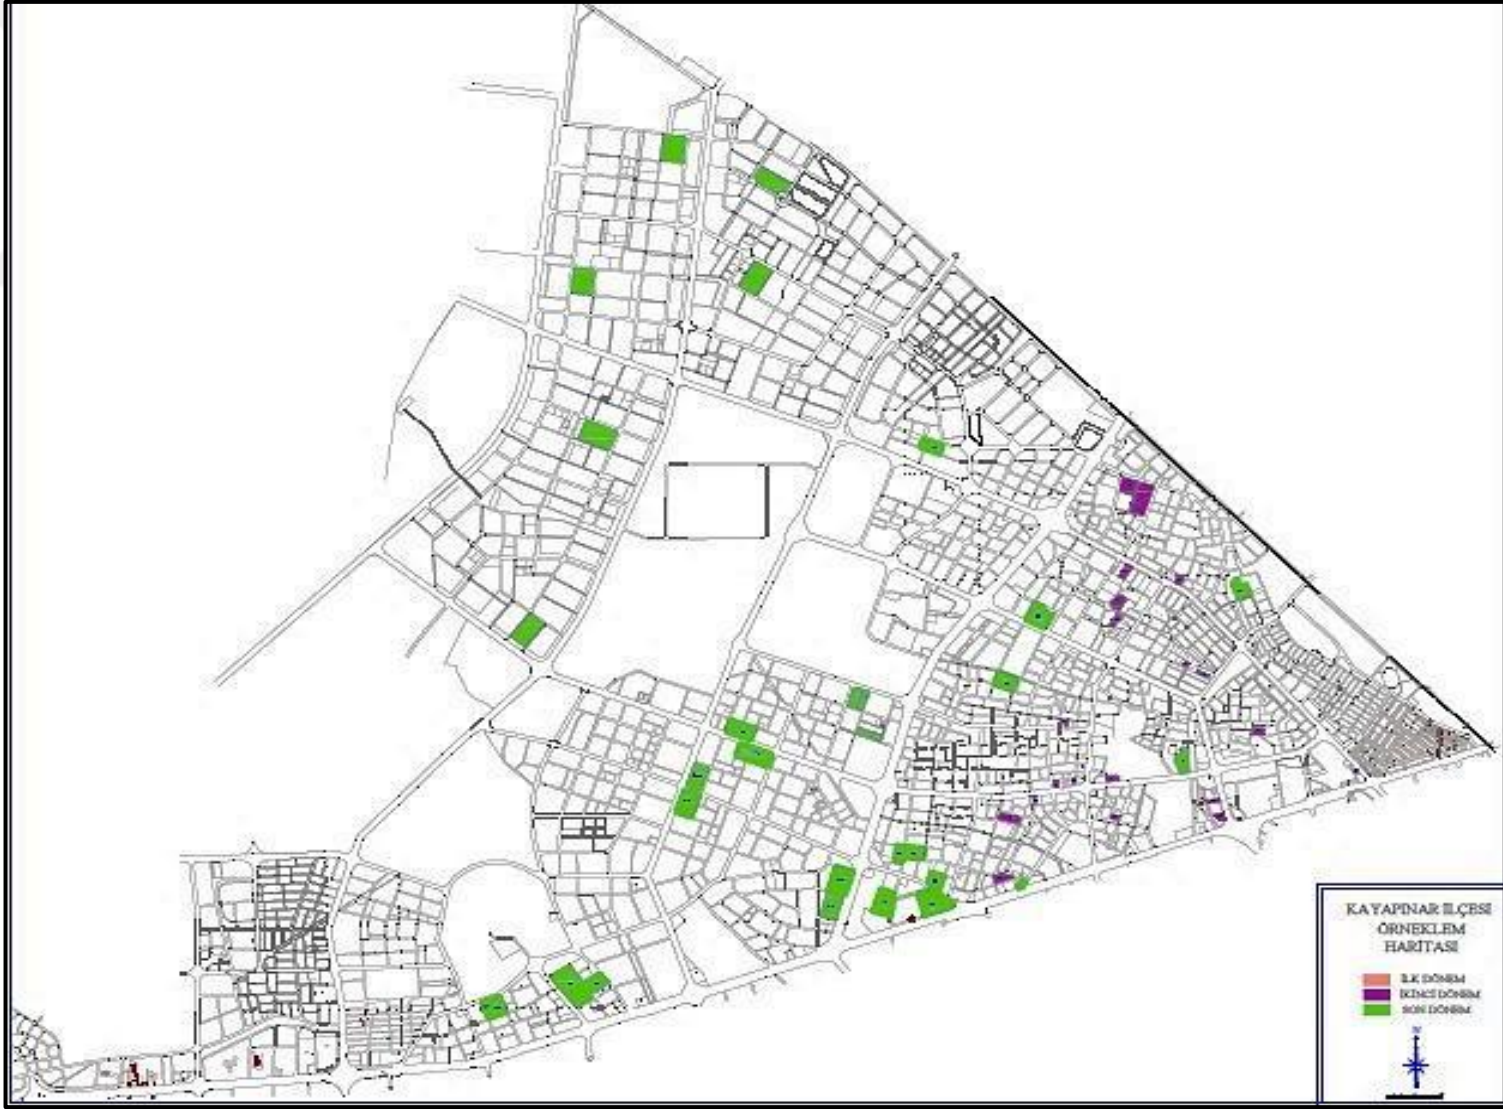 KAYAPINAR İLÇESİ
ÖRNEKLEM
HARİTASI
İLK DÖNEM
İKİNCİ DÖNEM
SON DÖNEM
N